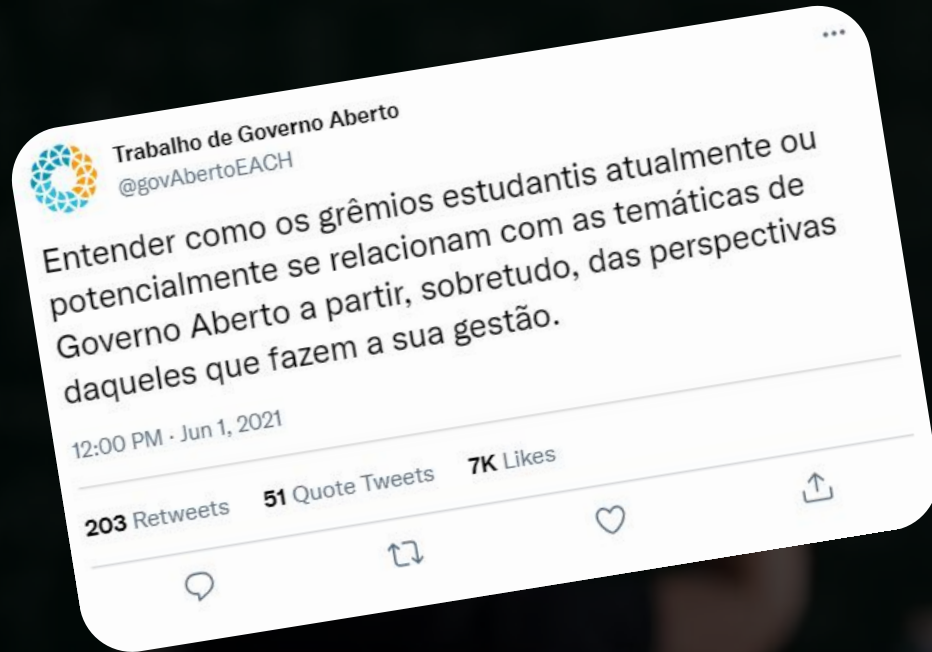 Trabalho de Governo Aberto
@govAbertoEACH
Entender como os grêmios estudantis atualmente ou
potencialmente se relacionam com as temáticas de
Governo Aberto a partir, sobretudo, das perspectivas
daqueles que fazem a sua gestão.
12:00 PM · Jun 1, 2021
203 Retweets 51 Quote Tweets 7K Likes